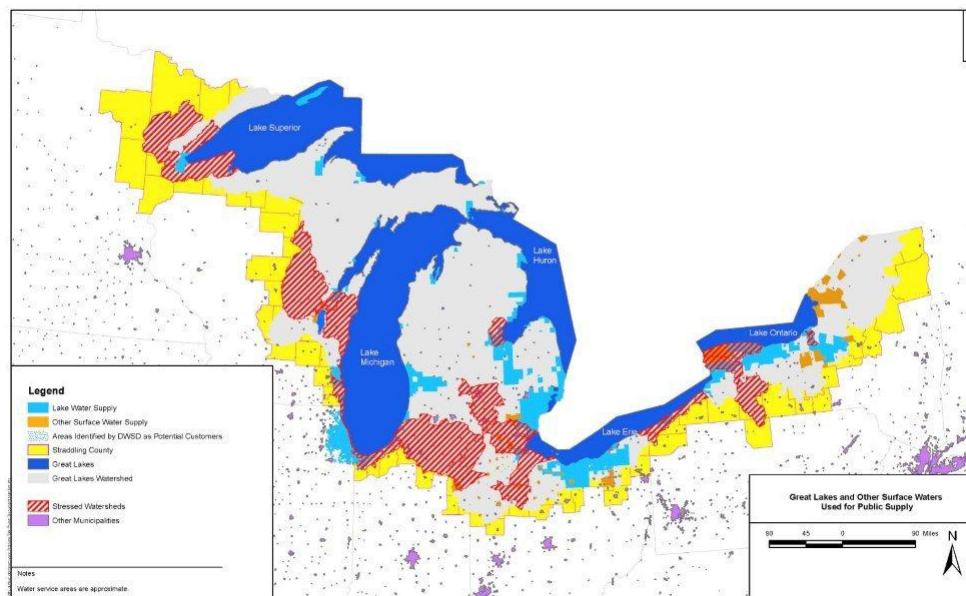 Lake Superior
Lake
Huron
Lake
Michigan
Lake Ontario
Lake Erie
Legend
Lake Water Supply
Other Surface Water Supply
Areas Identified by DWSD as Potential Customers
Straddling County
Great Lakes
Great Lakes Watershed
Stressed Watersheds
Other Municipalities
Notes
Water service areas are approximate.
Great Lakes and Other Surface Waters
Used for Public Supply
90 45 0 90 Miles
N